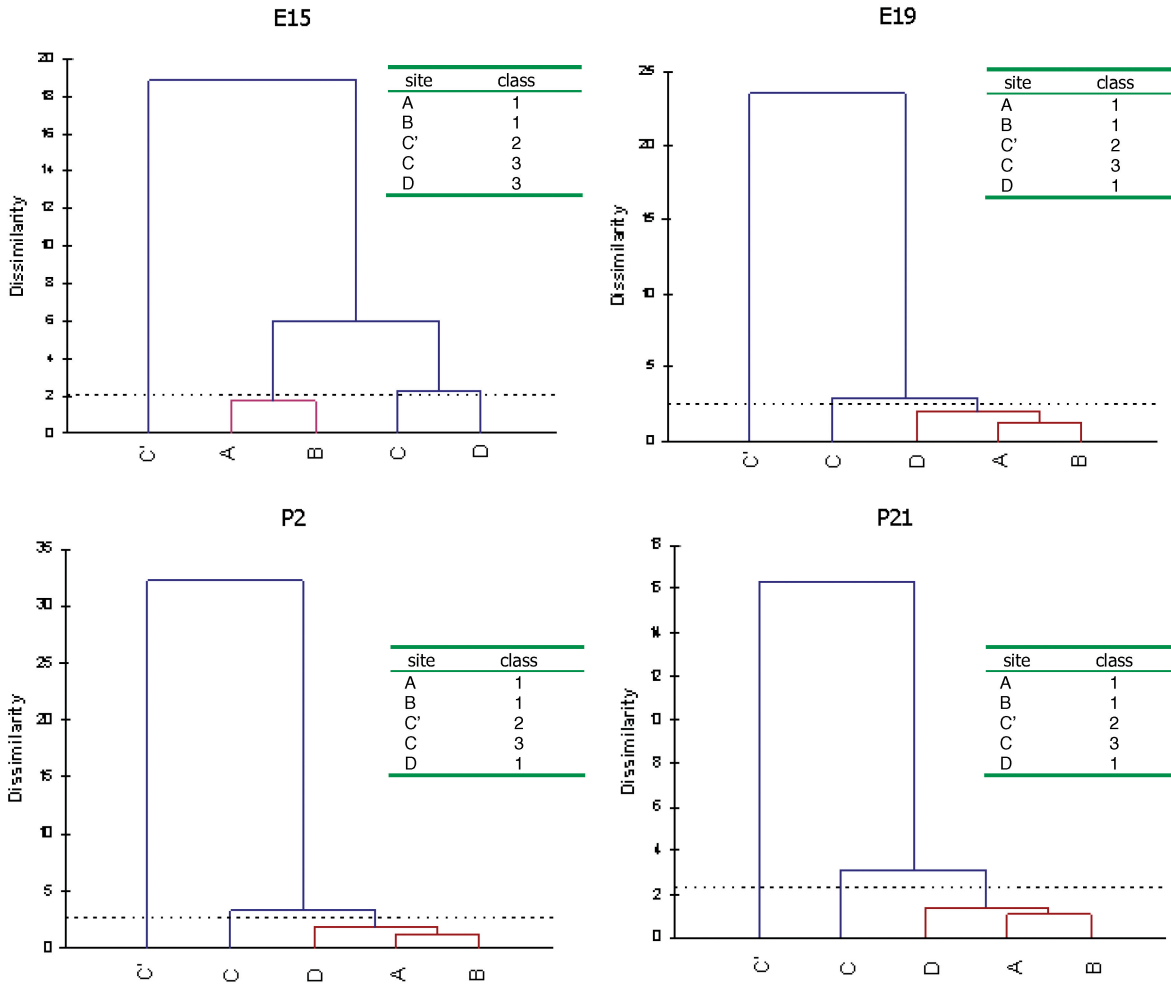 E15
Dissimilarity
20
18
16
14
12
10
8
6
4
2
0
site class
A 1
B 1
C' 2
C 3
D 3
C' A B C D
E19
Dissimilarity
25
20
15
10
5
0
site class
A 1
B 1
C' 2
C 3
D 1
C' C D A B
P2
Dissimilarity
35
30
25
20
15
10
5
0
site class
A 1
B 1
C' 2
C 3
D 1
C' C D A B
P21
Dissimilarity
18
16
14
12
10
8
6
4
2
0
site class
A 1
B 1
C' 2
C 3
D 1
C' C D A B